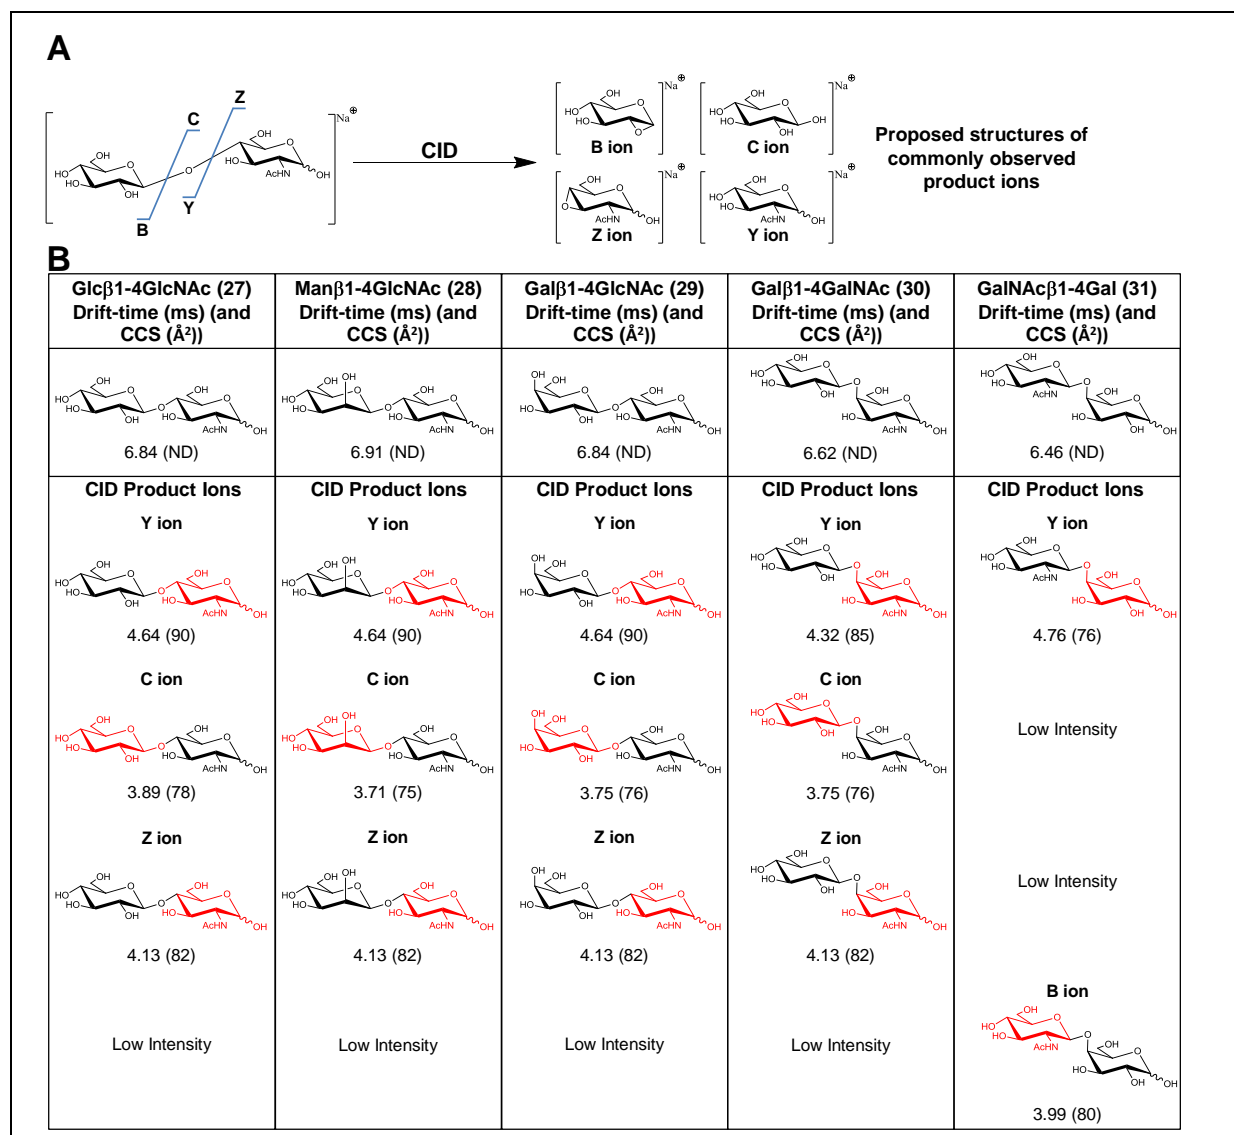 A
C
Z
B
Y
Na⊕
CID
B ion
C ion
Z ion
Y ion
Na⊕
Na⊕
Na⊕
Na⊕
Proposed structures of
commonly observed
product ions
B
Glcβ1-4GlcNAc (27)
Drift-time (ms) (and
CCS (Å²))
Manβ1-4GlcNAc (28)
Drift-time (ms) (and
CCS (Å²))
Galβ1-4GlcNAc (29)
Drift-time (ms) (and
CCS (Å²))
Galβ1-4GalNAc (30)
Drift-time (ms) (and
CCS (Å²))
GalNAcβ1-4Gal (31)
Drift-time (ms) (and
CCS (Å²))
6.84 (ND)
6.91 (ND)
6.84 (ND)
6.62 (ND)
6.46 (ND)
CID Product Ions
CID Product Ions
CID Product Ions
CID Product Ions
CID Product Ions
Y ion
Y ion
Y ion
Y ion
Y ion
4.64 (90)
4.64 (90)
4.64 (90)
4.32 (85)
4.76 (76)
C ion
C ion
C ion
C ion
Low Intensity
3.89 (78)
3.71 (75)
3.75 (76)
3.75 (76)
Z ion
Z ion
Z ion
Z ion
Low Intensity
4.13 (82)
4.13 (82)
4.13 (82)
4.13 (82)
Low Intensity
Low Intensity
Low Intensity
Low Intensity
B ion
3.99 (80)